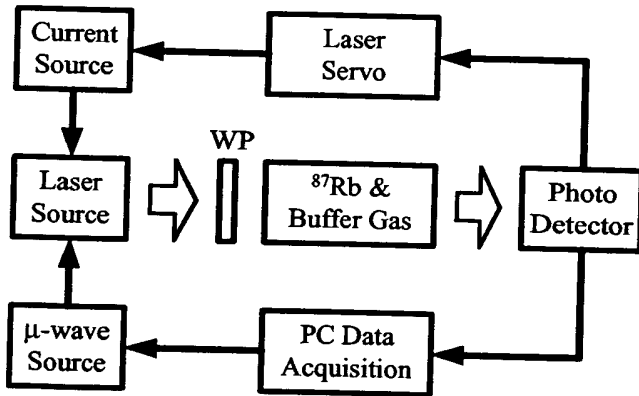 Current
Source
Laser
Servo
WP
Laser
Source
⁸⁷Rb &
Buffer Gas
Photo
Detector
μ-wave
Source
PC Data
Acquisition